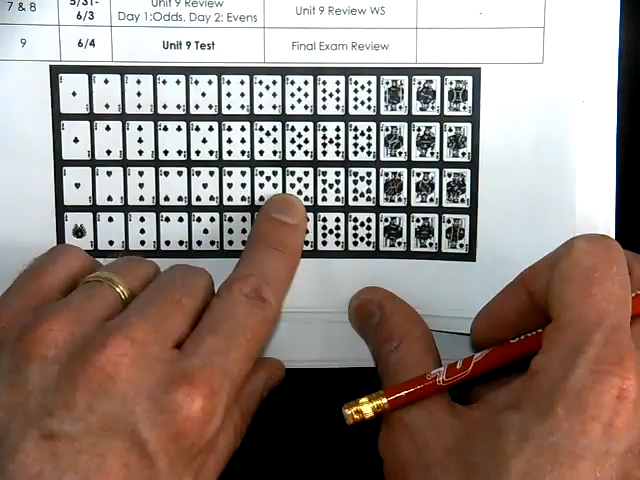 7 & 8
5/31-
6/3
Unit 9 Review
Day 1:Odds, Day 2: Evens
Unit 9 Review WS
9
6/4
Unit 9 Test
Final Exam Review